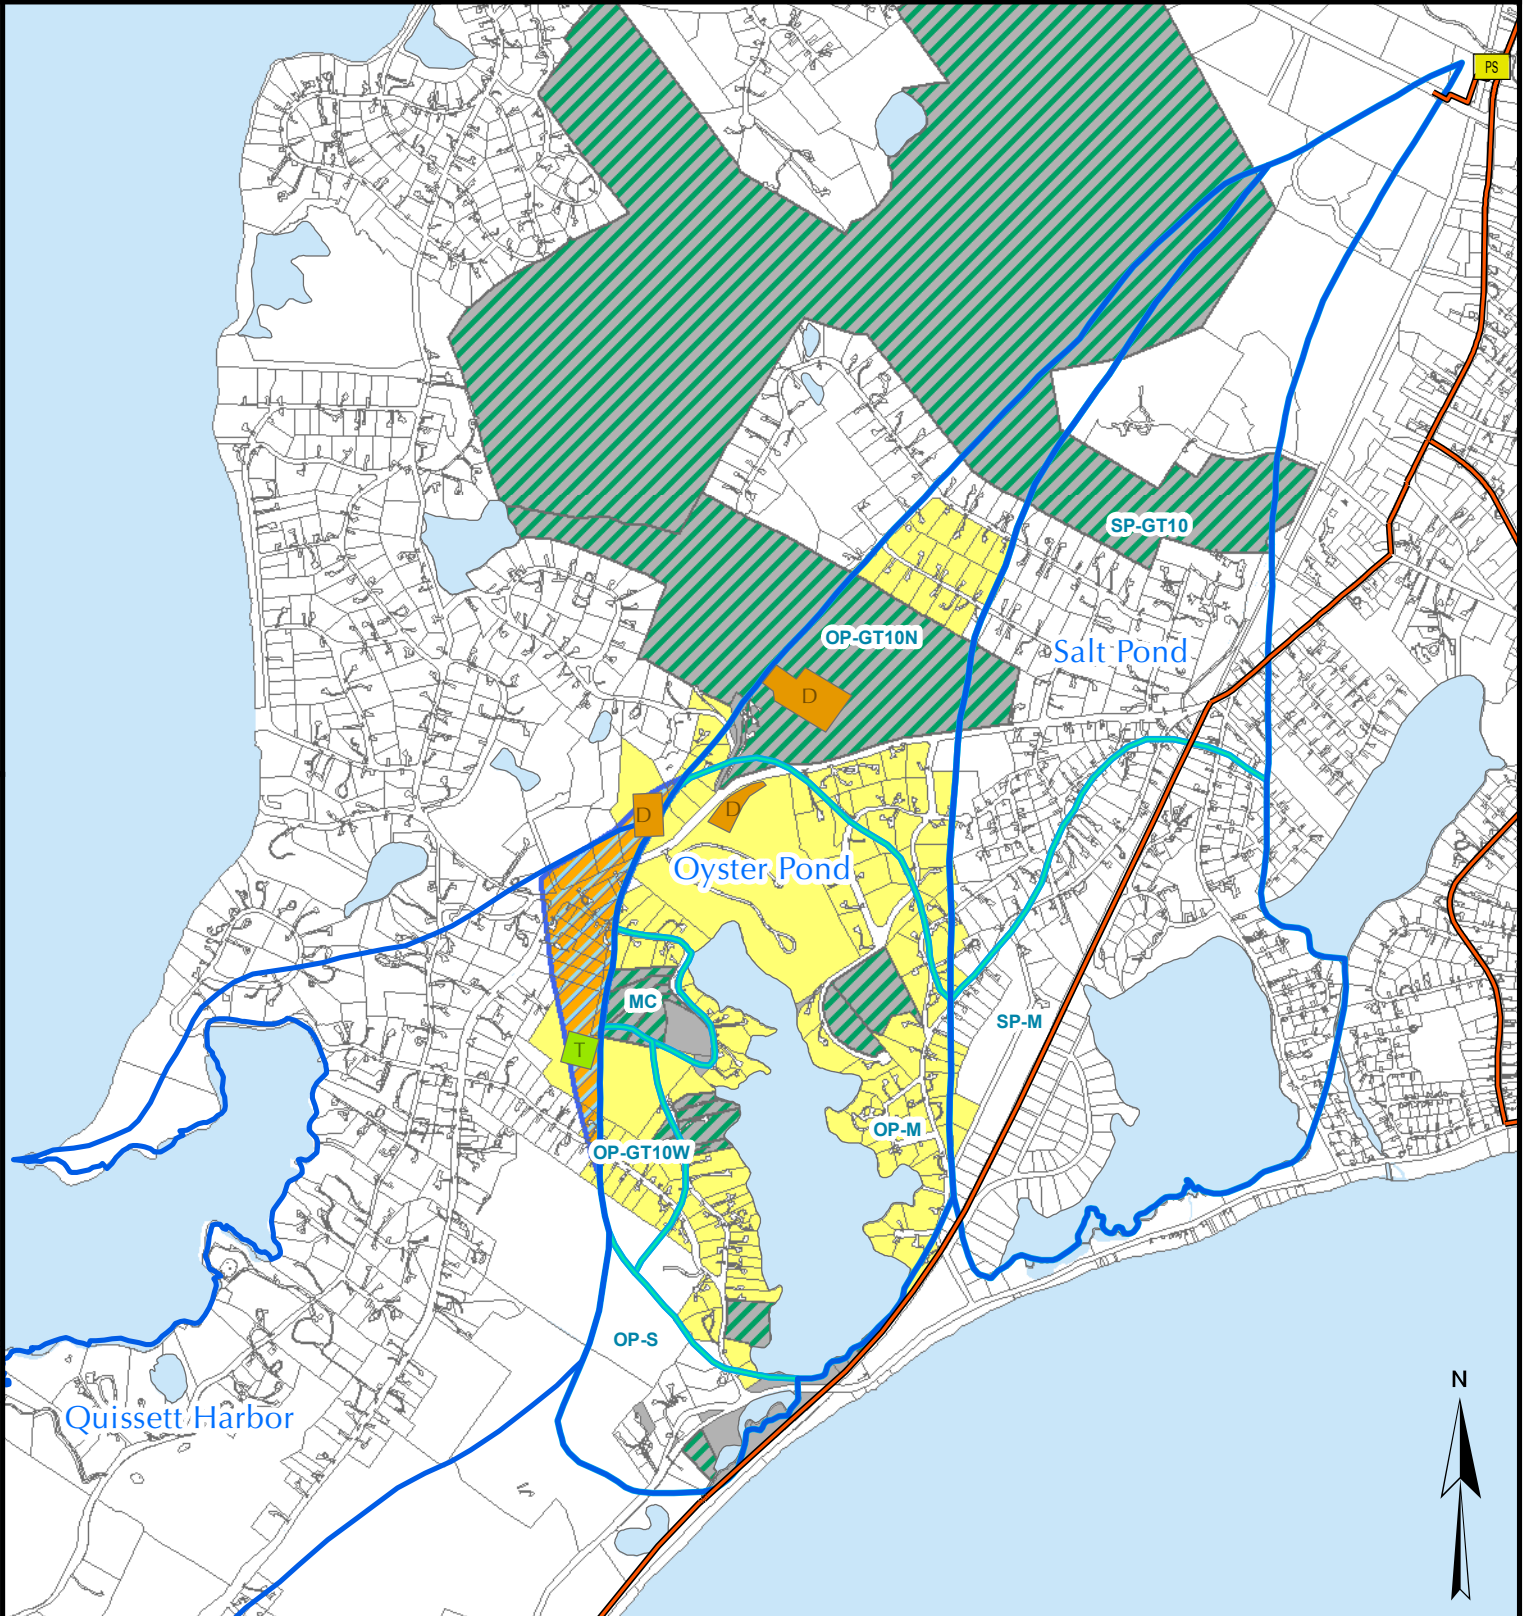 PS
SP-GT10
OP-GT10N
Salt Pond
D
D
D
Oyster Pond
MC
SP-M
T
OP-M
OP-GT10W
OP-S
N
Quissett Harbor